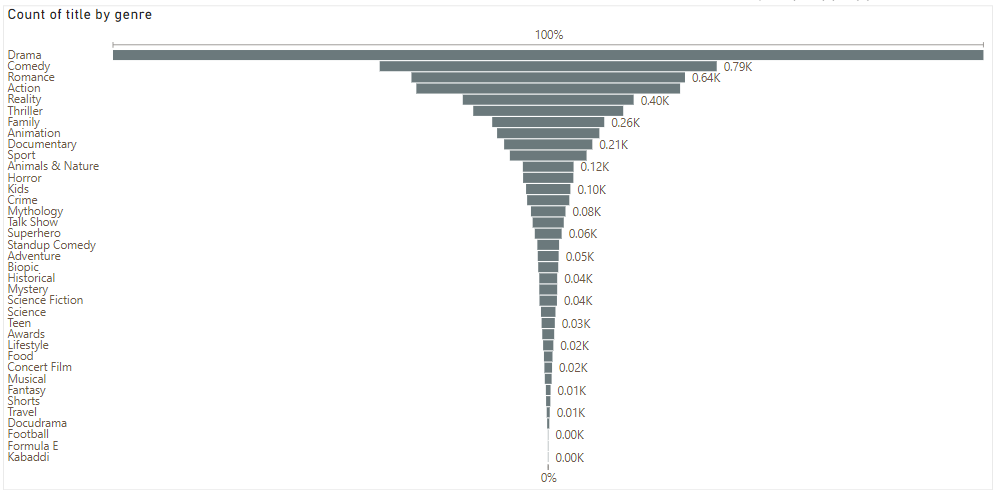 Count of title by genre
100%
Drama
Comedy 0.79K
Romance 0.64K
Action
Reality 0.40K
Thriller
Family 0.26K
Animation
Documentary 0.21K
Sport
Animals & Nature 0.12K
Horror
Kids 0.10K
Crime
Mythology 0.08K
Talk Show
Superhero 0.06K
Standup Comedy
Adventure 0.05K
Biopic
Historical 0.04K
Mystery
Science Fiction 0.04K
Science
Teen 0.03K
Awards
Lifestyle 0.02K
Food
Concert Film 0.02K
Musical
Fantasy 0.01K
Shorts
Travel 0.01K
Docudrama
Football 0.00K
Formula E
Kabaddi 0.00K
0%